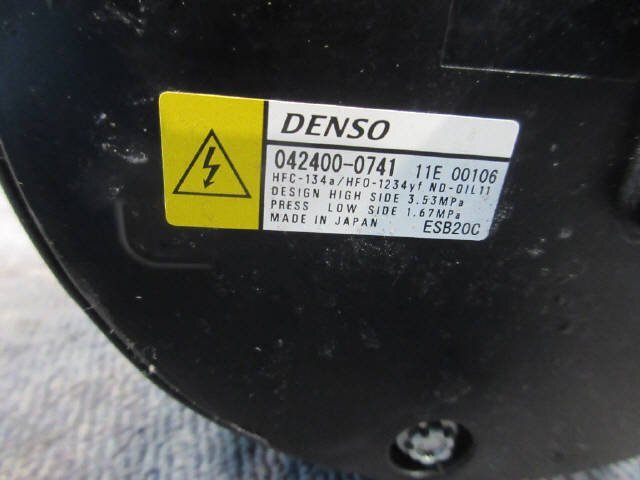 DENSO
042400-0741 11E 00106
HFC-134a/HFO-1234yf ND-OIL11
DESIGN HIGH SIDE 3.53MPa
PRESS LOW SIDE 1.67MPa
MADE IN JAPAN ESB20C